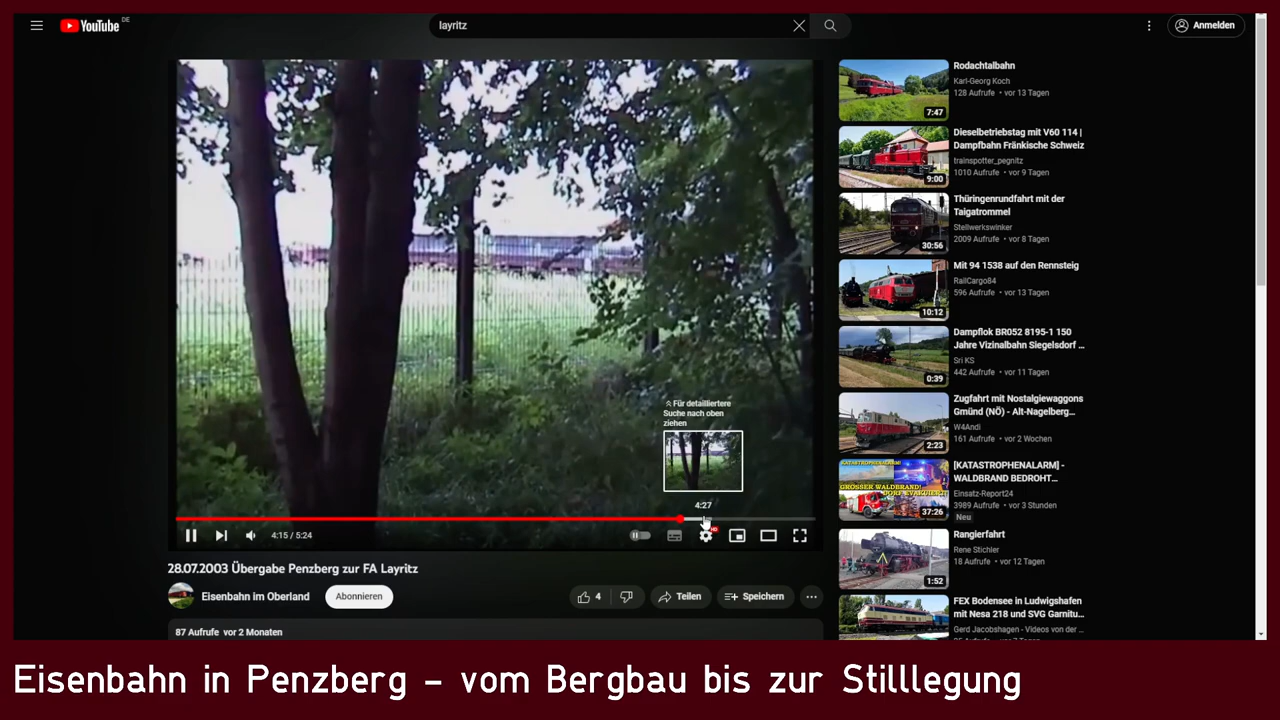 YouTube DE
layritz
Anmelden
Für detailliertere
Suche nach oben
ziehen
4:27
4:15 / 5:24
HD
28.07.2003 Übergabe Penzberg zur FA Layritz
Eisenbahn im Oberland
Abonnieren
4
Teilen
Speichern
87 Aufrufe vor 2 Monaten
7:47
Rodachtalbahn
Karl-Georg Koch
128 Aufrufe • vor 13 Tagen
9:00
Dieselbetriebstag mit V60 114 |
Dampfbahn Fränkische Schweiz
trainspotter_pegnitz
1010 Aufrufe • vor 9 Tagen
30:56
Thüringenrundfahrt mit der
Taigatrommel
Stellwerkswinker
2009 Aufrufe • vor 8 Tagen
10:12
Mit 94 1538 auf den Rennsteig
RailCargo84
596 Aufrufe • vor 13 Tagen
0:39
Dampflok BR052 8195-1 150
Jahre Vizinalbahn Siegelsdorf ...
Sri KS
442 Aufrufe • vor 11 Tagen
2:23
Zugfahrt mit Nostalgiewaggons
Gmünd (NÖ) - Alt-Nagelberg...
W4Andi
161 Aufrufe • vor 2 Wochen
KATASTROPHENALARM!
GROSSER WALDBRAND!
DORF EVAKUIERT
37:26
[KATASTROPHENALARM] -
WALDBRAND BEDROHT...
Einsatz-Report24
3989 Aufrufe • vor 3 Stunden
Neu
1:52
Rangierfahrt
Rene Stichler
18 Aufrufe • vor 12 Tagen
FEX Bodensee in Ludwigshafen
mit Nesa 218 und SVG Garnitu...
Gerd Jacobshagen - Videos von der ...
Eisenbahn in Penzberg – vom Bergbau bis zur Stilllegung